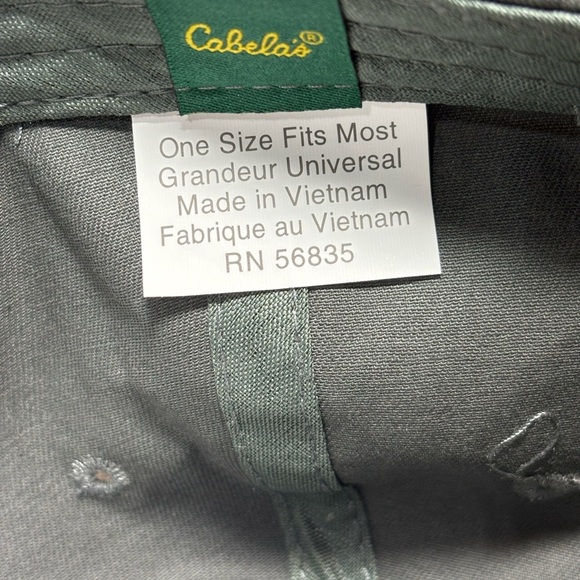 Cabela's®
One Size Fits Most
Grandeur Universal
Made in Vietnam
Fabrique au Vietnam
RN 56835